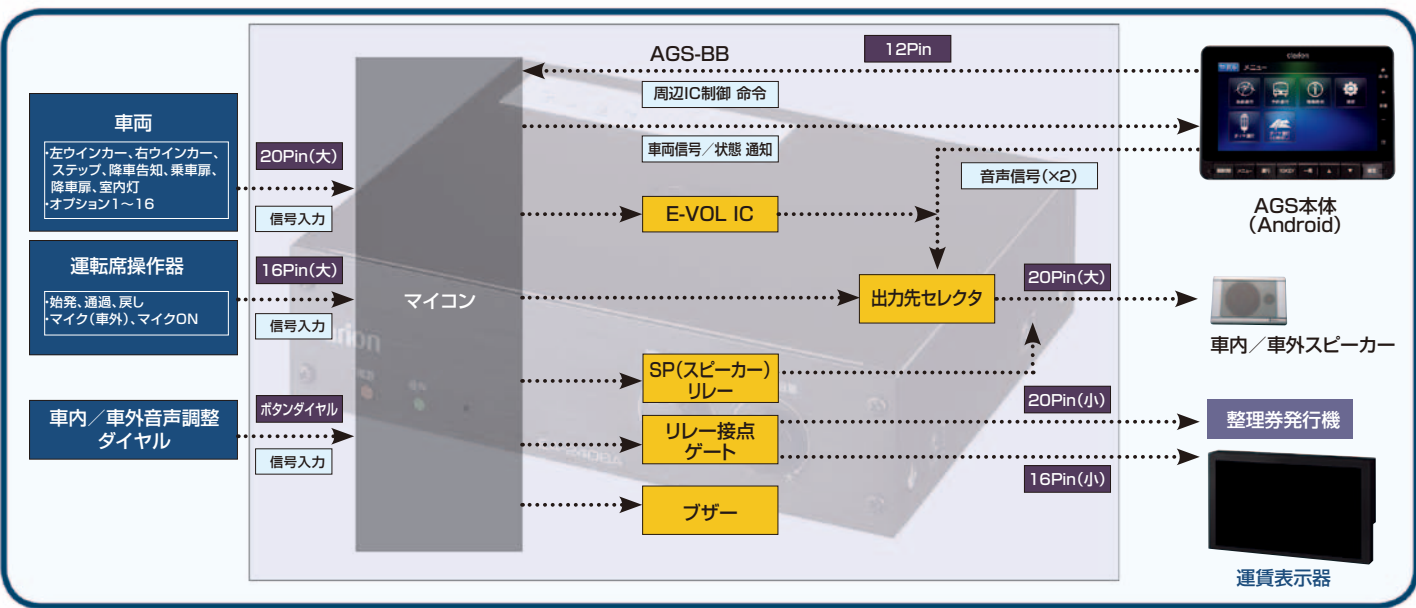 AGS-BB
12Pin
周辺IC制御 命令
車両信号／状態 通知
音声信号(×2)
clarion
メニュー
AGS本体
(Android)
車両
・左ウインカー、右ウインカー、
ステップ、降車告知、乗車扉、
降車扉、室内灯
・オプション1～16
20Pin(大)
信号入力
運転席操作器
・始発、通過、戻し
・マイク(車外)、マイクON
16Pin(大)
信号入力
車内／車外音声調整
ダイヤル
ボタンダイヤル
信号入力
マイコン
E-VOL IC
出力先セレクタ
20Pin(大)
車内／車外スピーカー
SP(スピーカー)
リレー
リレー接点
ゲート
20Pin(小)
整理券発行機
16Pin(小)
運賃表示器
ブザー